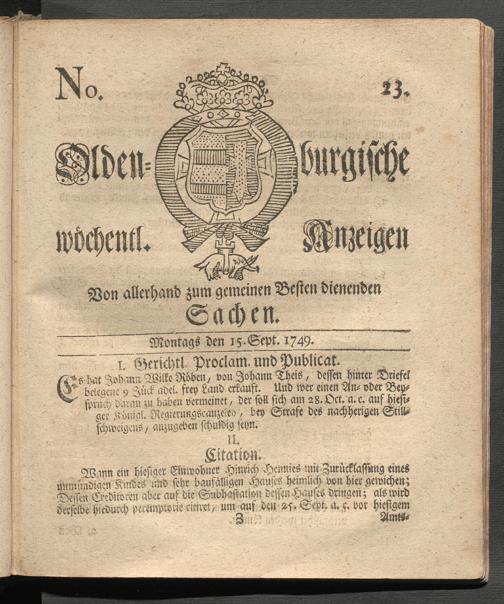 No. 23.
Olden= burgische
wöchentl. Anzeigen
Von allerhand zum gemeinen Besten dienenden
Sachen.
Montags den 15. Sept. 1749.
I. Gerichtl. Proclam. und Publicat.
Es hat Johann Wilke Röben, von Johann Theis, dessen hinter Driefel
belegene 9 Jück adel. frey Land erkauft. Und wer einen An- oder Bey-
spruch daran zu haben vermeinet, der soll sich am 28. Oct. a. c. auf hiesi-
ger Königl. Regierungscanzeley, bey Strafe des nachherigen Still-
schweigens, anzugeben schuldig seyn.
II.
Citation.
Wann ein hiesiger Einwohner Hinrich Hennies mit Zurücklassung eines
unmündigen Kindes und sehr baufälligen Hauses heimlich von hier gewichen;
Dessen Creditoren aber auf die Subhastation dessen Hauses dringen; als wird
derselbe hiedurch peremptorie citiret, um auf den 25. Sept. a. c. vor hiesigem
Z Amts-